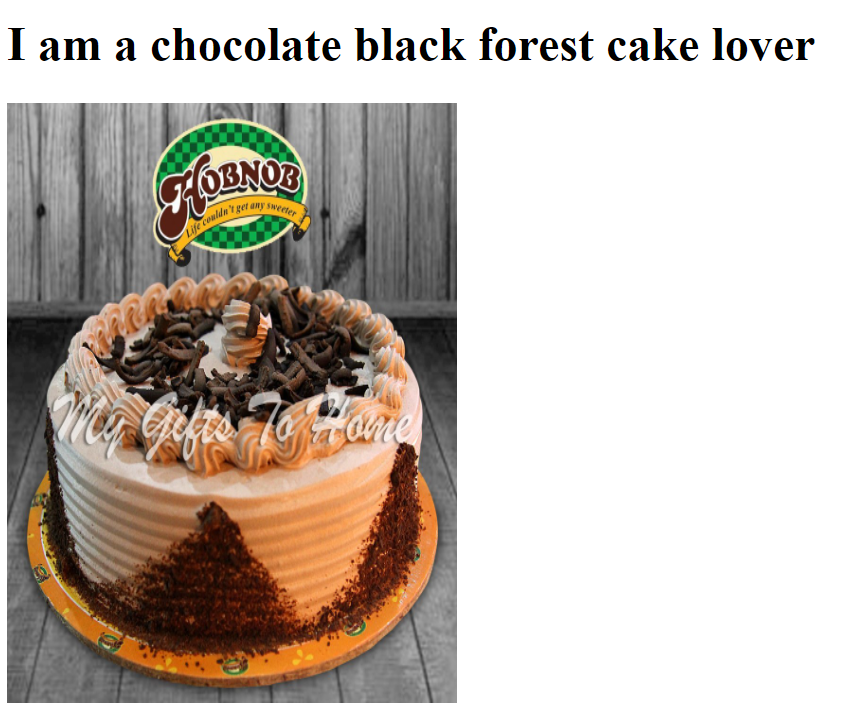 I am a chocolate black forest cake lover
HOBNOB
Life couldn't get any sweeter
My Gifts To Home